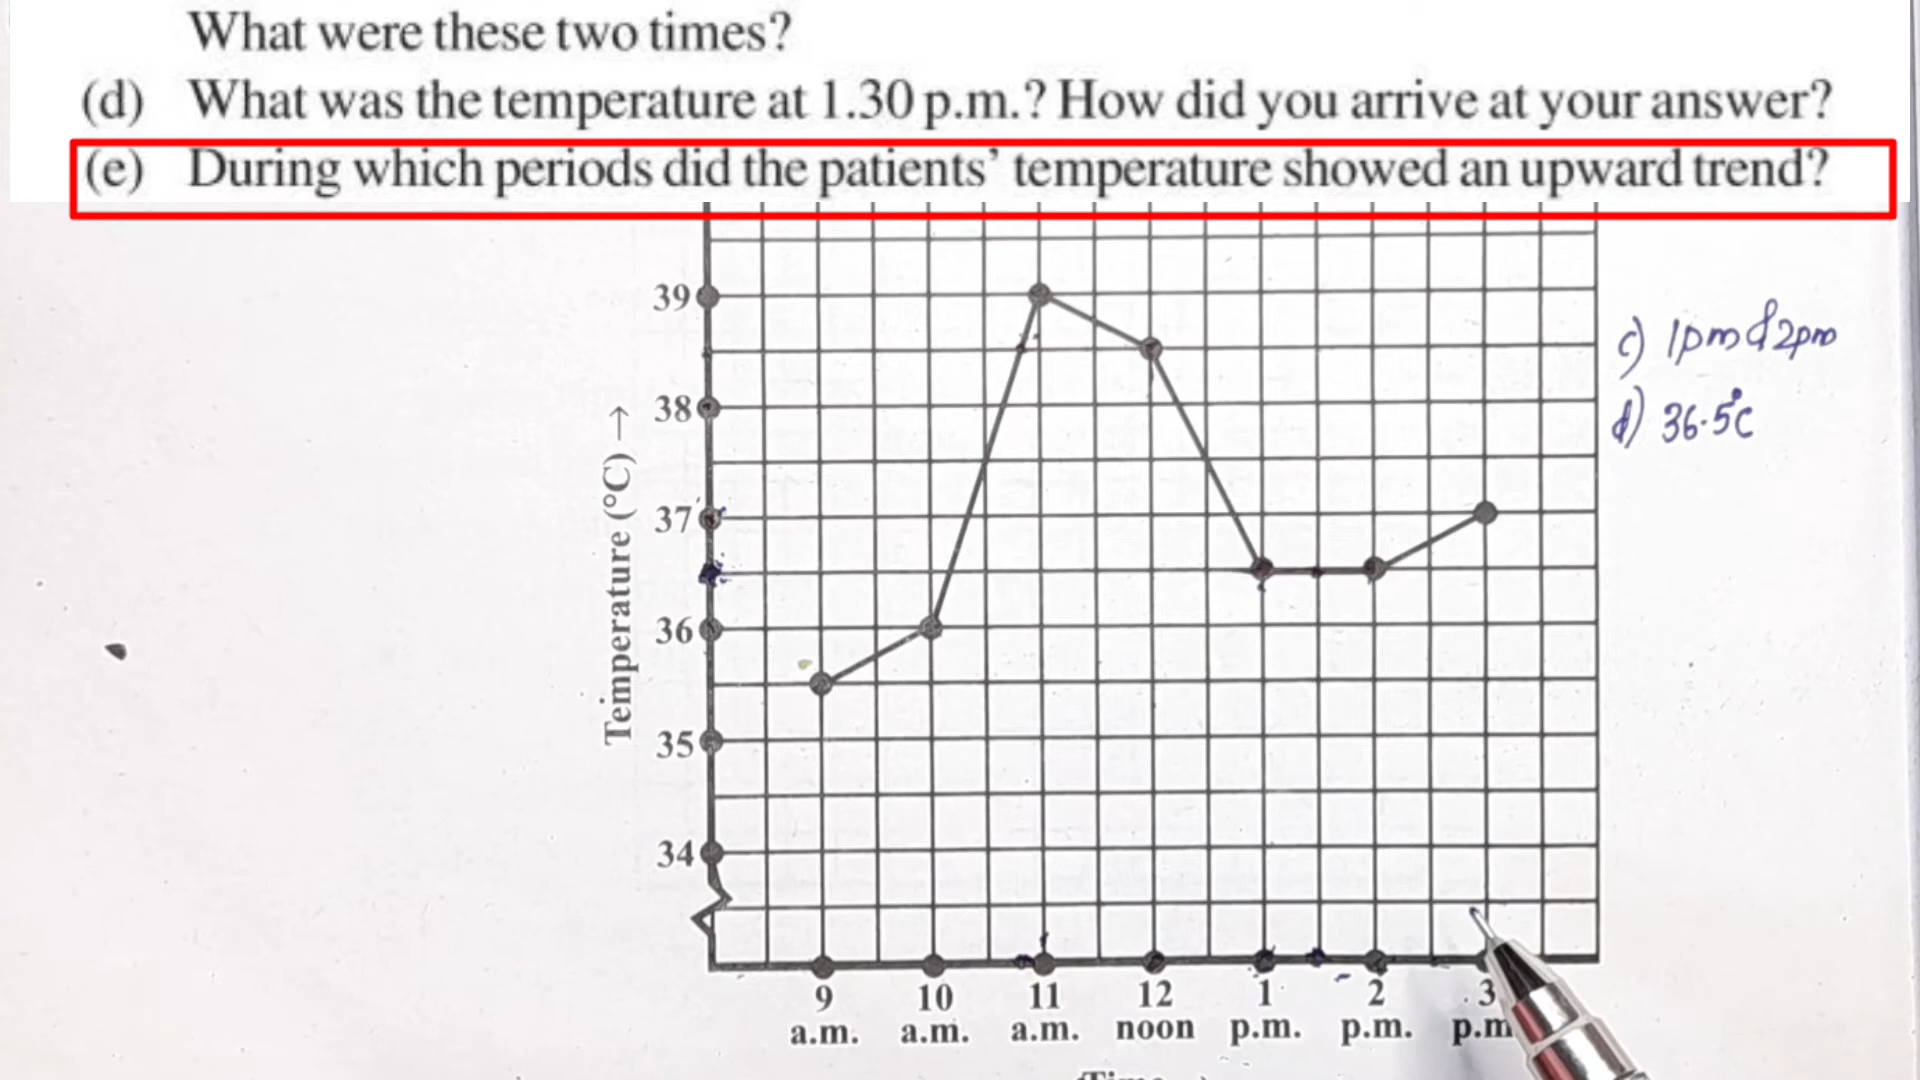 What were these two times?
(d) What was the temperature at 1.30 p.m.? How did you arrive at your answer?
(e) During which periods did the patients’ temperature showed an upward trend?
39
38
37
36
35
34
Temperature (°C) →
c) 1pm & 2pm
d) 36.5°C
9 10 11 12 1 2 3
a.m. a.m. a.m. noon p.m. p.m. p.m